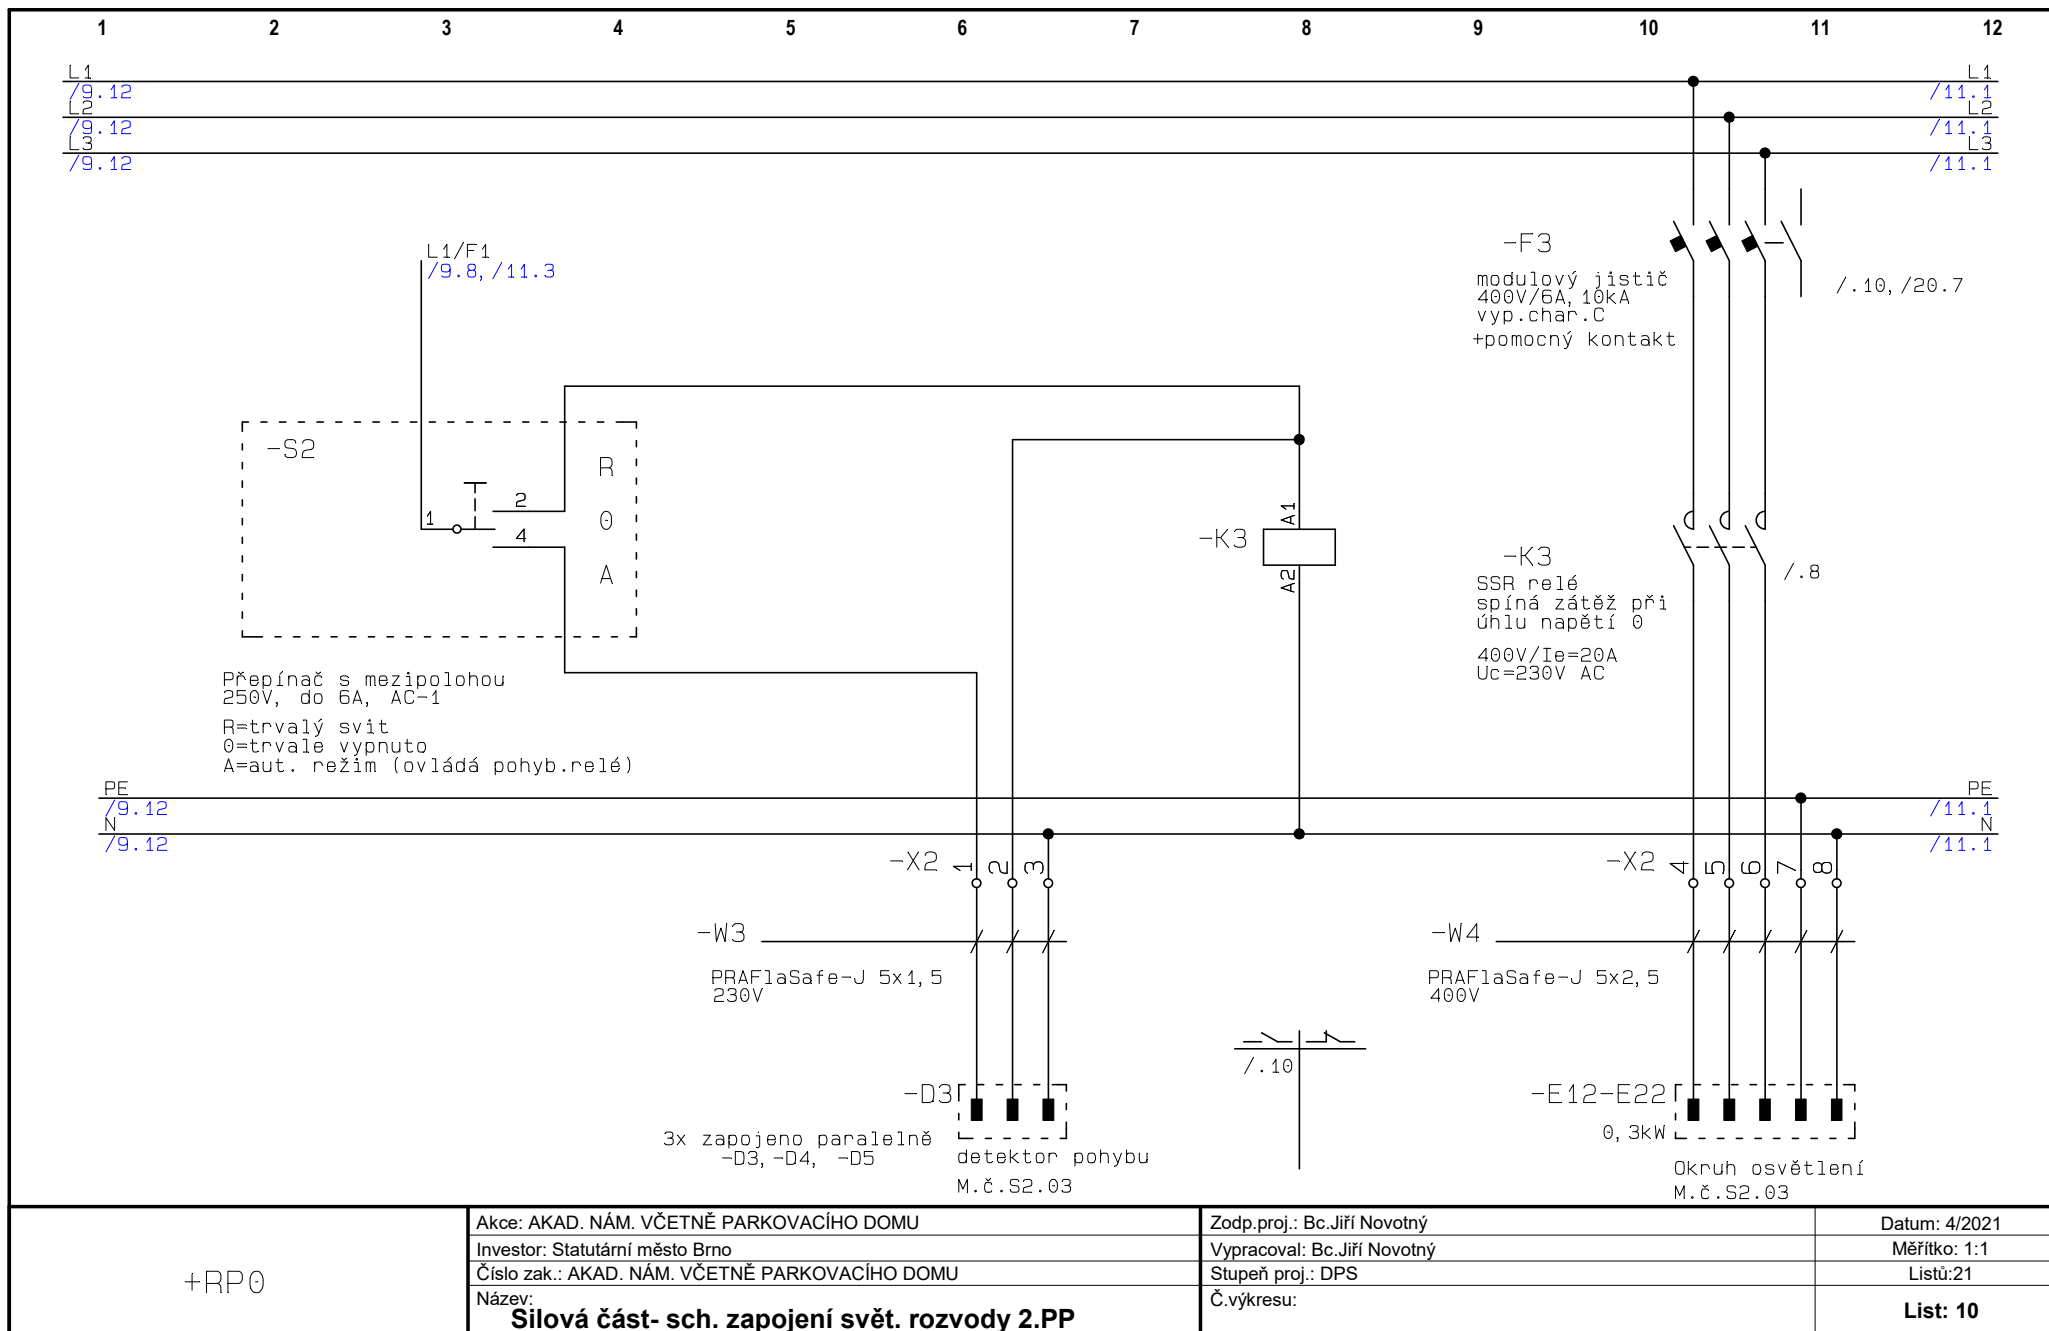 1 2 3 4 5 6 7 8 9 10 11 12
L1 L1
/9.12 /11.1
L2 L2
/9.12 /11.1
L3 L3
/9.12 /11.1
L1/F1
/9.8, /11.3
-F3
modulový jistič
400V/6A, 10kA
vyp.char.C
+pomocný kontakt
/.10, /20.7
-S2
R
0
A
1
2
4
Přepínač s mezipolohou
250V, do 6A, AC-1
R=trvalý svit
0=trvale vypnuto
A=aut. režim (ovládá pohyb.relé)
-K3
A1
A2
-K3
SSR relé
spíná zátěž při
úhlu napětí 0
400V/Ie=20A
Uc=230V AC
/.8
PE PE
/9.12 /11.1
N N
/9.12 /11.1
-X2 1 2 3
-X2 4 5 6 7 8
-W3
PRAFlaSafe-J 5x1,5
230V
-W4
PRAFlaSafe-J 5x2,5
400V
/.10
-D3
3x zapojeno paralelně
-D3, -D4, -D5
detektor pohybu
M.č.S2.03
-E12-E22
0,3kW
Okruh osvětlení
M.č.S2.03
+RP0
Akce: AKAD. NÁM. VČETNĚ PARKOVACÍHO DOMU
Investor: Statutární město Brno
Číslo zak.: AKAD. NÁM. VČETNĚ PARKOVACÍHO DOMU
Název:
Silová část- sch. zapojení svět. rozvody 2.PP
Zodp.proj.: Bc.Jiří Novotný
Vypracoval: Bc.Jiří Novotný
Stupeň proj.: DPS
Č.výkresu:
Datum: 4/2021
Měřítko: 1:1
Listů:21
List: 10